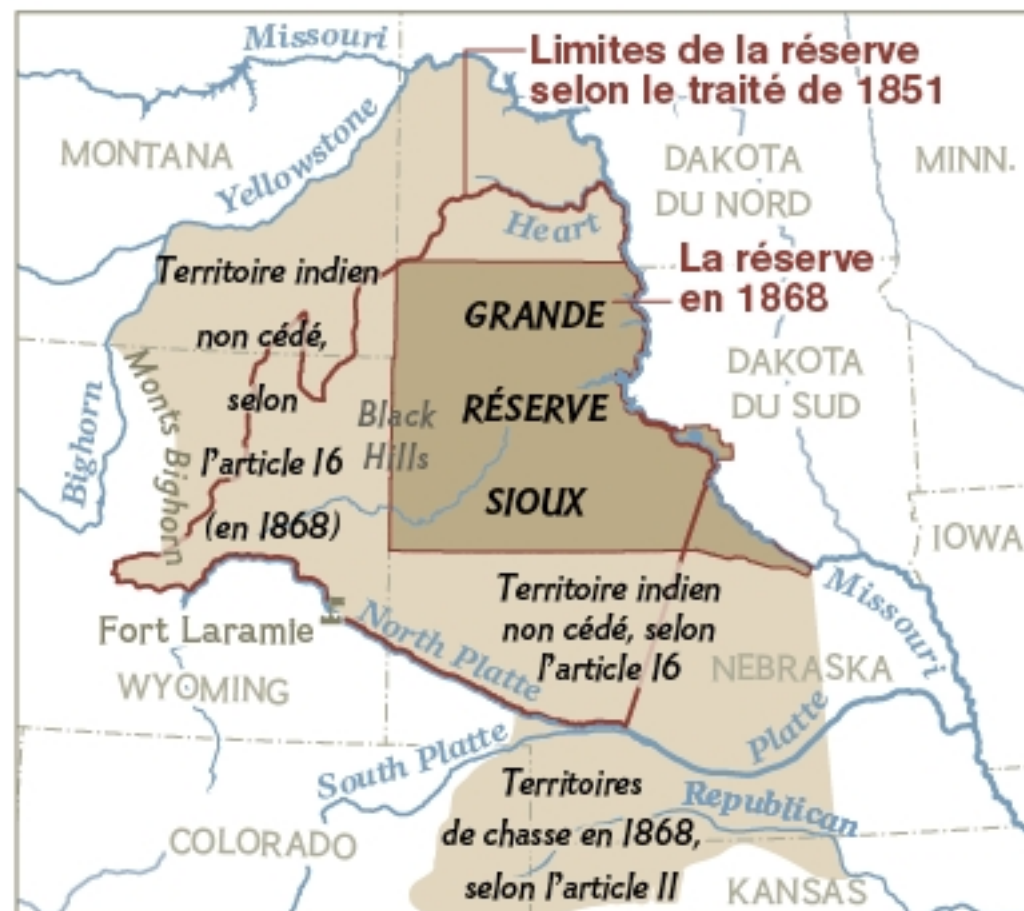 Missouri
Limites de la réserve
selon le traité de 1851
MONTANA
Yellowstone
DAKOTA
DU NORD
MINN.
Heart
Territoire indien
non cédé,
selon
l'article 16
(en 1868)
La réserve
en 1868
GRANDE
RÉSERVE
SIOUX
DAKOTA
DU SUD
Monts Bighorn
Bighorn
Black
Hills
IOWA
Territoire indien
non cédé, selon
l'article 16
Missouri
Fort Laramie
North Platte
NEBRASKA
WYOMING
Platte
South Platte
Territoires
de chasse en 1868,
selon l'article II
Republican
COLORADO
KANSAS